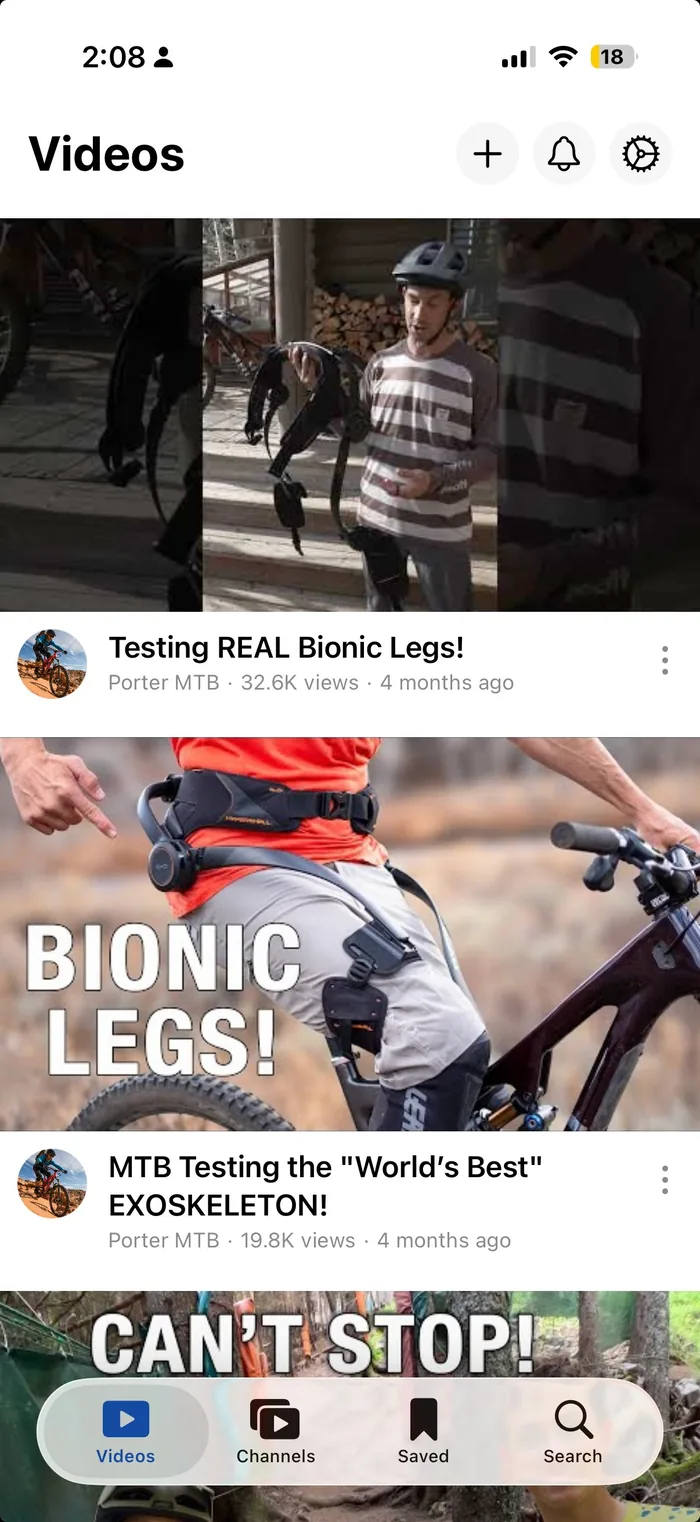 2:08
18
Videos
Testing REAL Bionic Legs!
Porter MTB · 32.6K views · 4 months ago
HYPERSHELL
BIONIC
LEGS!
MTB Testing the "World’s Best"
EXOSKELETON!
Porter MTB · 19.8K views · 4 months ago
CAN’T STOP!
Videos
Channels
Saved
Search